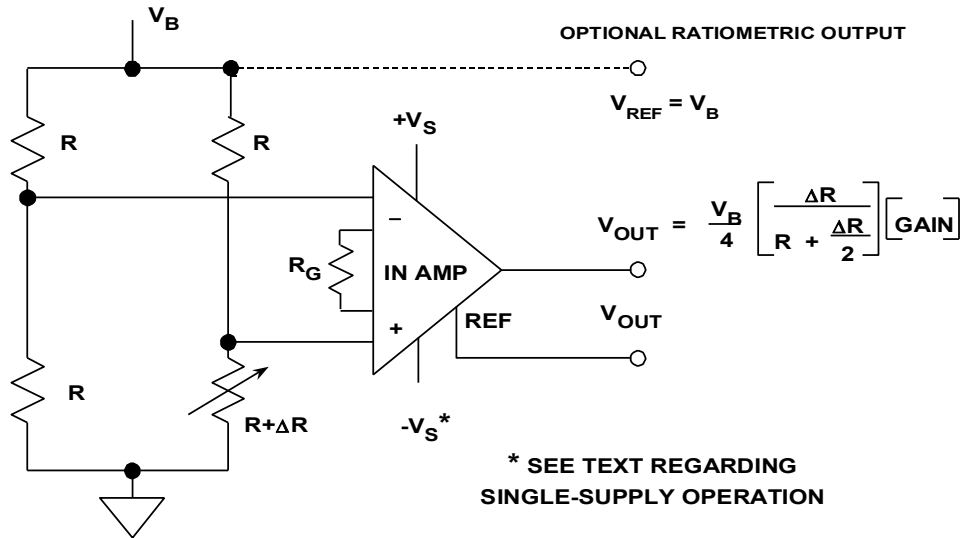 V_B
OPTIONAL RATIOMETRIC OUTPUT
V_REF = V_B
R
R
+V_S
V_OUT = V_B/4 [ΔR / (R + ΔR/2)] [GAIN]
−
R_G
IN AMP
V_OUT
+
REF
R
R+ΔR
-V_S*
* SEE TEXT REGARDING
SINGLE-SUPPLY OPERATION